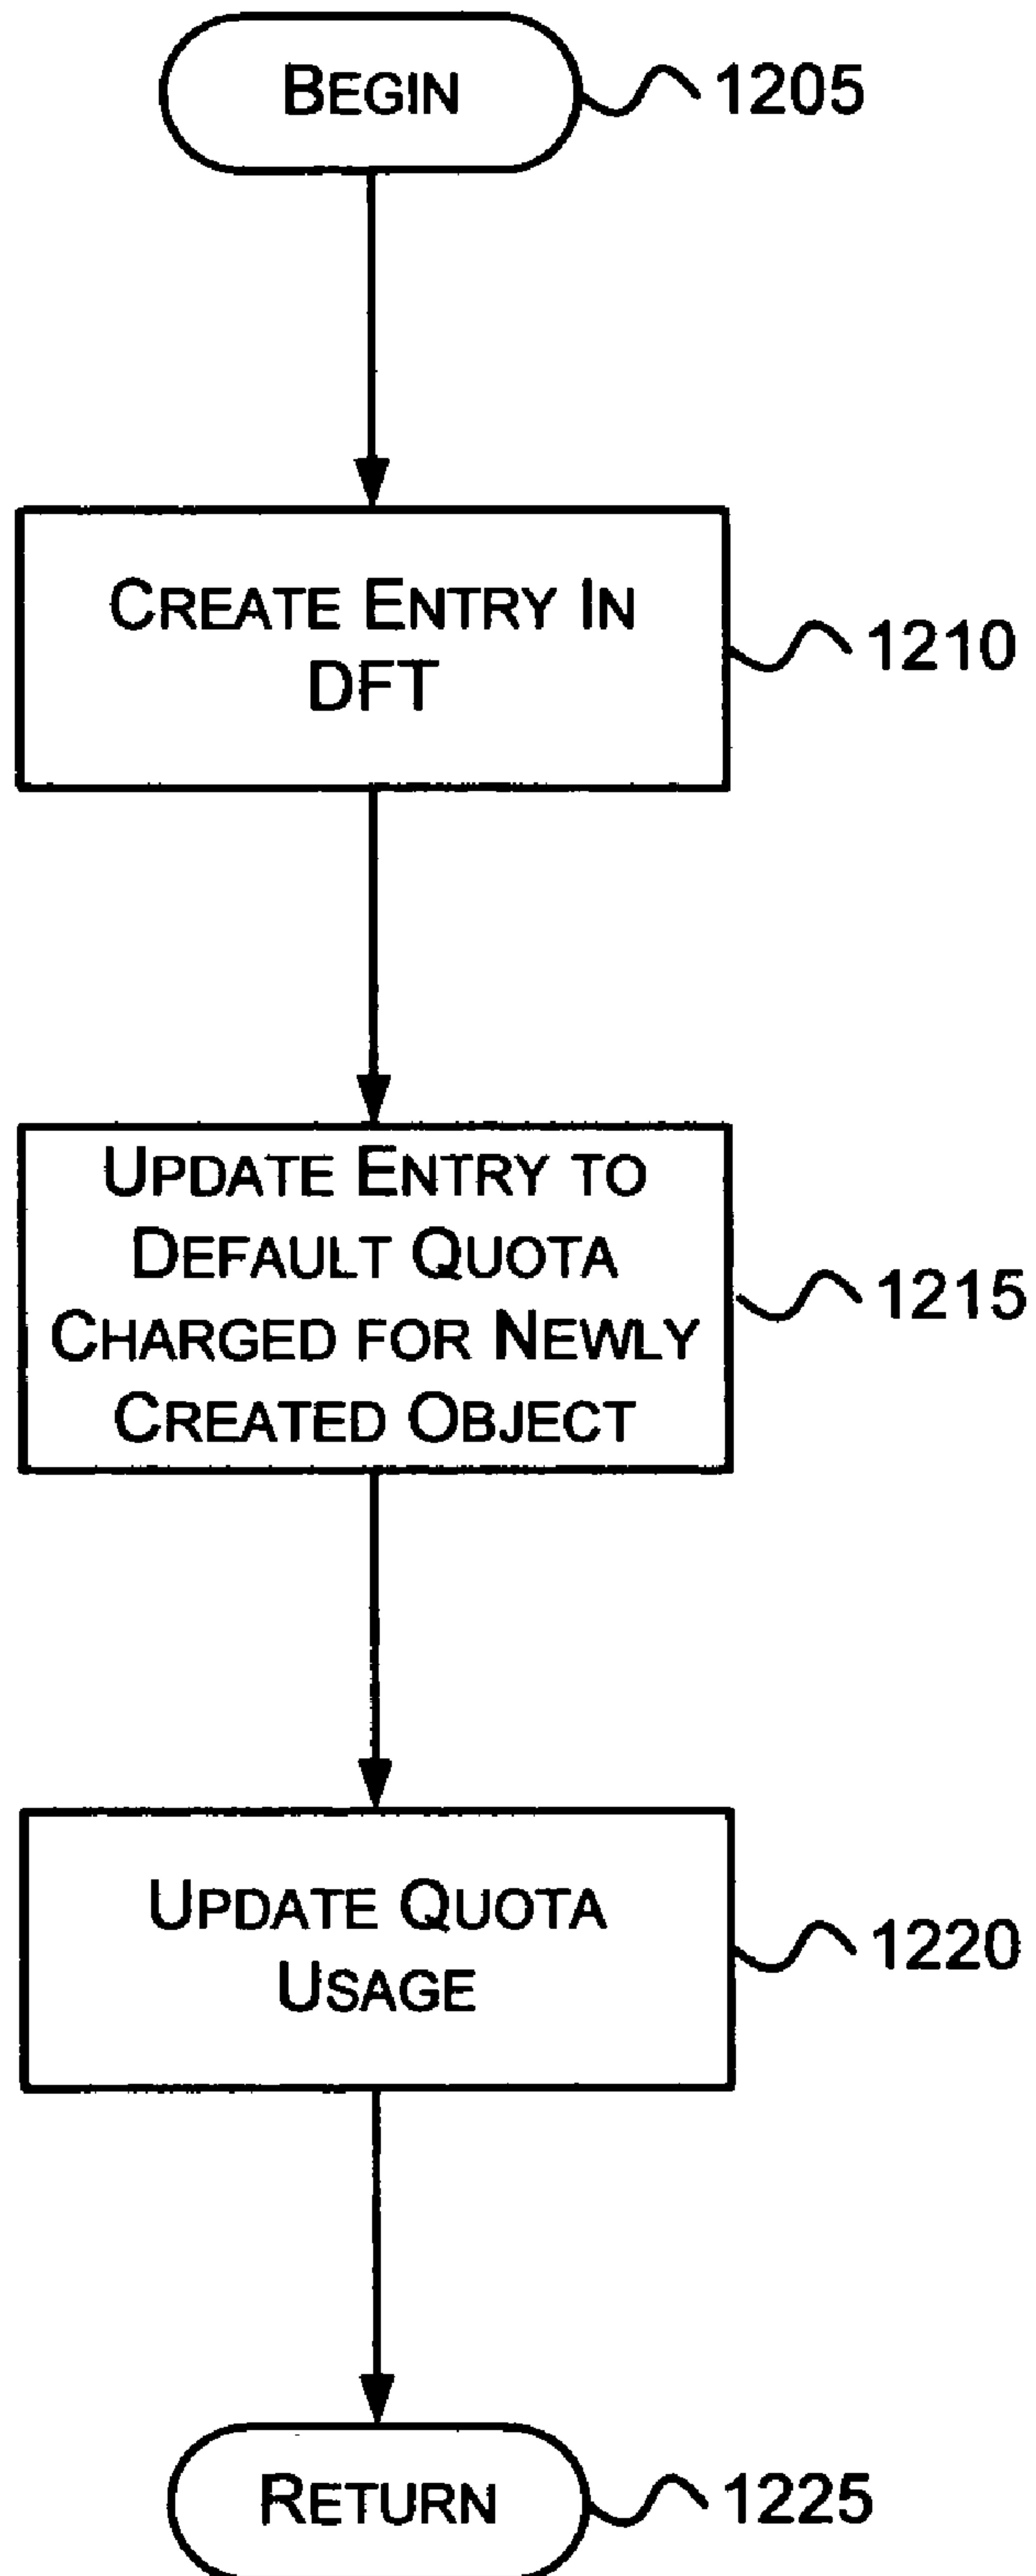 BEGIN
1205
CREATE ENTRY IN
DFT
1210
UPDATE ENTRY TO
DEFAULT QUOTA
CHARGED FOR NEWLY
CREATED OBJECT
1215
UPDATE QUOTA
USAGE
1220
RETURN
1225